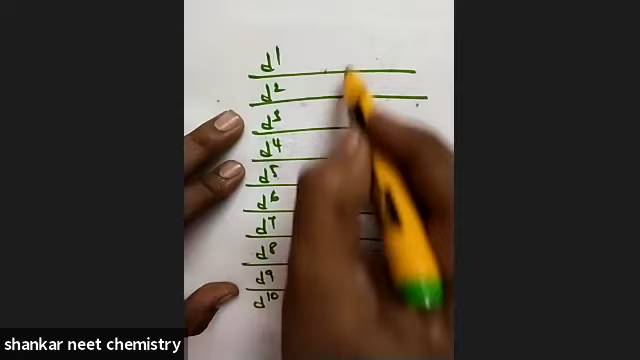 d1
d2
d3
d4
d5
d6
d7
d8
d9
d10
shankar neet chemistry